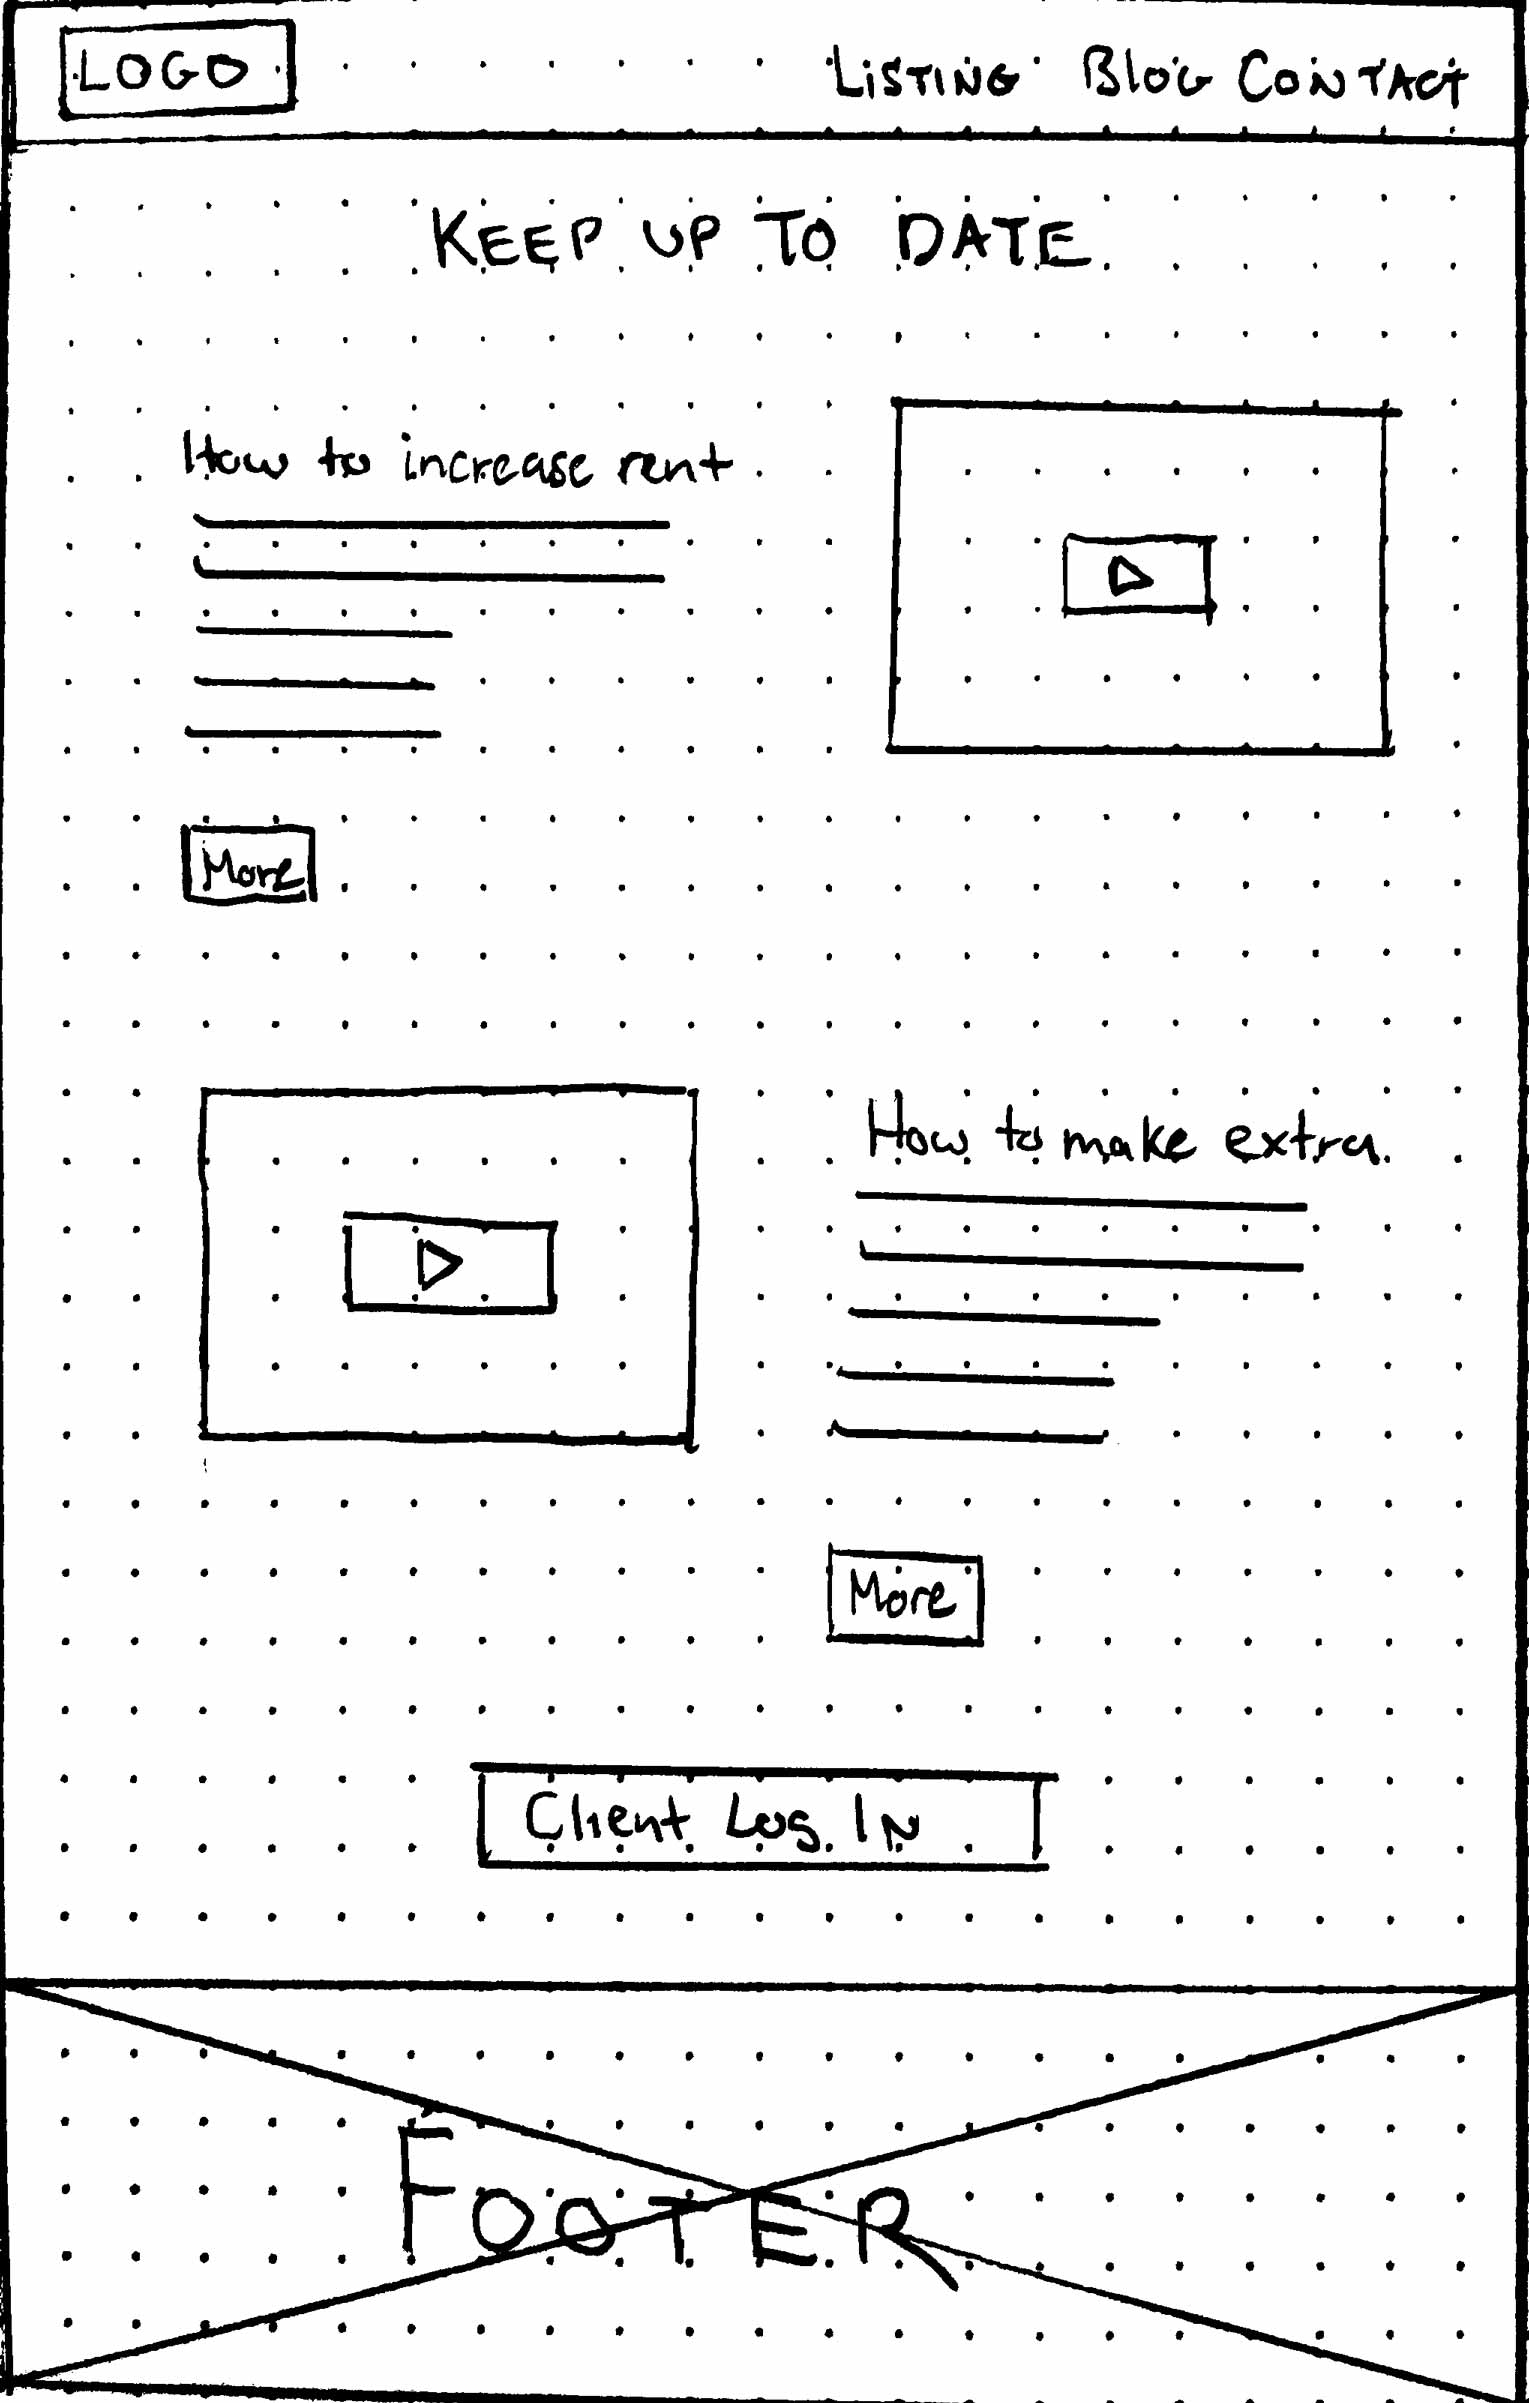 LOGO
LiSTiNG BlOG CONTACT
KEEP UP TO DATE
How to increase rent
More
How to make extra
More
Client Log IN
FOOTER